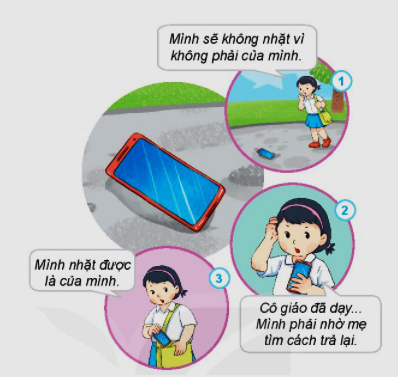 Mình sẽ không nhặt vì
không phải của mình.
1
2
Cô giáo đã dạy...
Mình phải nhờ mẹ
tìm cách trả lại.
3
Mình nhặt được
là của mình.